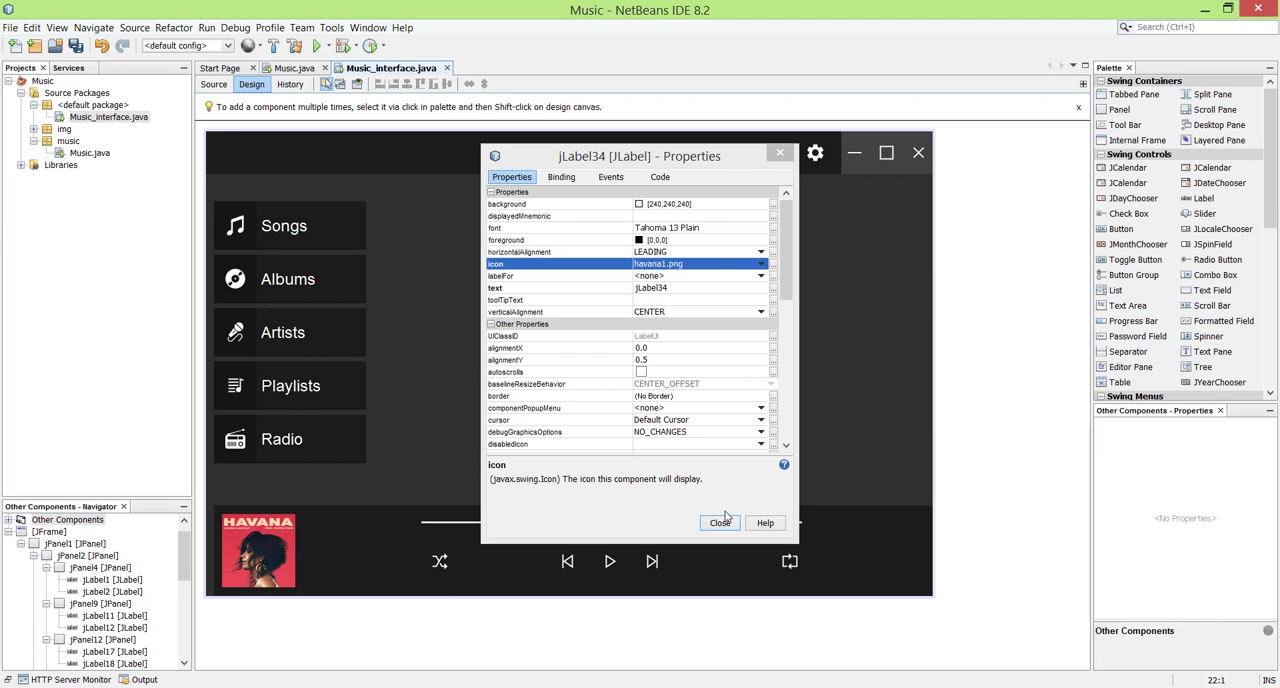 Music - NetBeans IDE 8.2
File Edit View Navigate Source Refactor Run Debug Profile Team Tools Window Help
Search (Ctrl+I)
<default config>
Projects Services
Music
Source Packages
<default package>
Music_interface.java
img
music
Music.java
Libraries
Start Page Music.java Music_interface.java
Source Design History
To add a component multiple times, select it via click in palette and then Shift-click on design canvas.
Songs
Albums
Artists
Playlists
Radio
HAVANA
jLabel34 [JLabel] - Properties
Properties Binding Events Code
Properties
background [240,240,240]
displayedMnemonic
font Tahoma 13 Plain
foreground [0,0,0]
horizontalAlignment LEADING
icon havana1.png
labelFor <none>
text jLabel34
toolTipText
verticalAlignment CENTER
Other Properties
UIClassID LabelUI
alignmentX 0.0
alignmentY 0.5
autoscrolls
baselineResizeBehavior CENTER_OFFSET
border (No Border)
componentPopupMenu <none>
cursor Default Cursor
debugGraphicsOptions NO_CHANGES
disabledIcon
icon
(javax.swing.Icon) The icon this component will display.
Close Help
Palette
Swing Containers
Tabbed Pane Split Pane
Panel Scroll Pane
Tool Bar Desktop Pane
Internal Frame Layered Pane
Swing Controls
JCalendar JCalendar
JCalendar JDateChooser
JDayChooser Label
Check Box Slider
Button JLocaleChooser
JMonthChooser JSpinField
Toggle Button Radio Button
Button Group Combo Box
List Text Field
Text Area Scroll Bar
Progress Bar Formatted Field
Password Field Spinner
Separator Text Pane
Editor Pane Tree
Table JYearChooser
Swing Menus
Other Components - Properties
<No Properties>
Other Components
Other Components - Navigator
Other Components
[JFrame]
jPanel1 [JPanel]
jPanel2 [JPanel]
jPanel4 [JPanel]
jLabel1 [JLabel]
jLabel2 [JLabel]
jPanel9 [JPanel]
jLabel11 [JLabel]
jLabel12 [JLabel]
jPanel12 [JPanel]
jLabel17 [JLabel]
jLabel18 [JLabel]
HTTP Server Monitor Output
22:1 INS